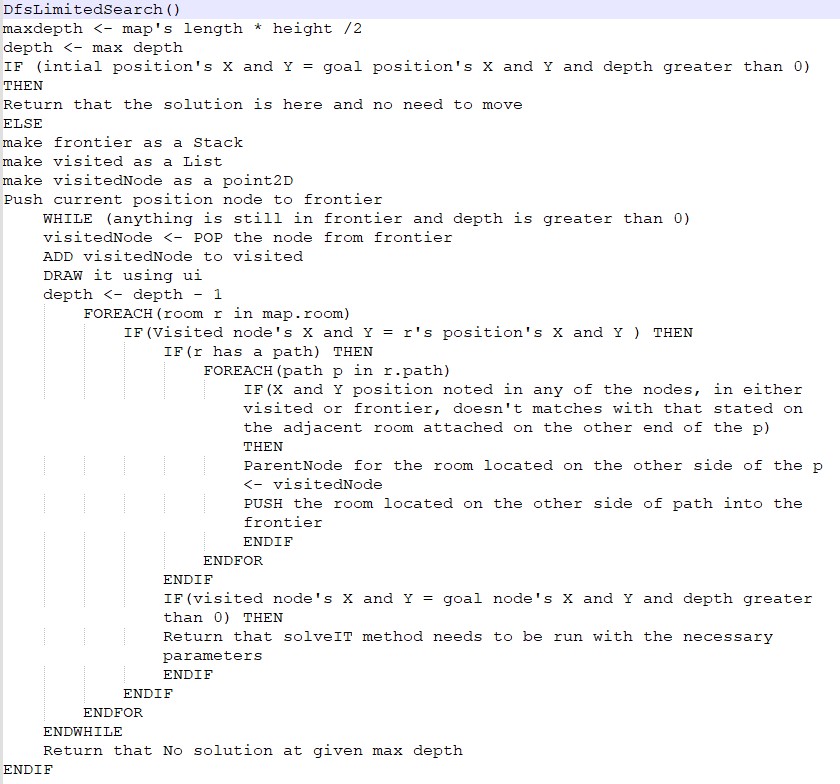 DfsLimitedSearch()
maxdepth <- map's length * height /2
depth <- max depth
IF (intial position's X and Y = goal position's X and Y and depth greater than 0)
THEN
Return that the solution is here and no need to move
ELSE
make frontier as a Stack
make visited as a List
make visitedNode as a point2D
Push current position node to frontier
WHILE (anything is still in frontier and depth is greater than 0)
visitedNode <- POP the node from frontier
ADD visitedNode to visited
DRAW it using ui
depth <- depth - 1
FOREACH(room r in map.room)
IF(Visited node's X and Y = r's position's X and Y ) THEN
IF(r has a path) THEN
FOREACH(path p in r.path)
IF(X and Y position noted in any of the nodes, in either
visited or frontier, doesn't matches with that stated on
the adjacent room attached on the other end of the p)
THEN
ParentNode for the room located on the other side of the p
<- visitedNode
PUSH the room located on the other side of path into the
frontier
ENDIF
ENDFOR
ENDIF
IF(visited node's X and Y = goal node's X and Y and depth greater
than 0) THEN
Return that solveIT method needs to be run with the necessary
parameters
ENDIF
ENDIF
ENDFOR
ENDWHILE
Return that No solution at given max depth
ENDIF